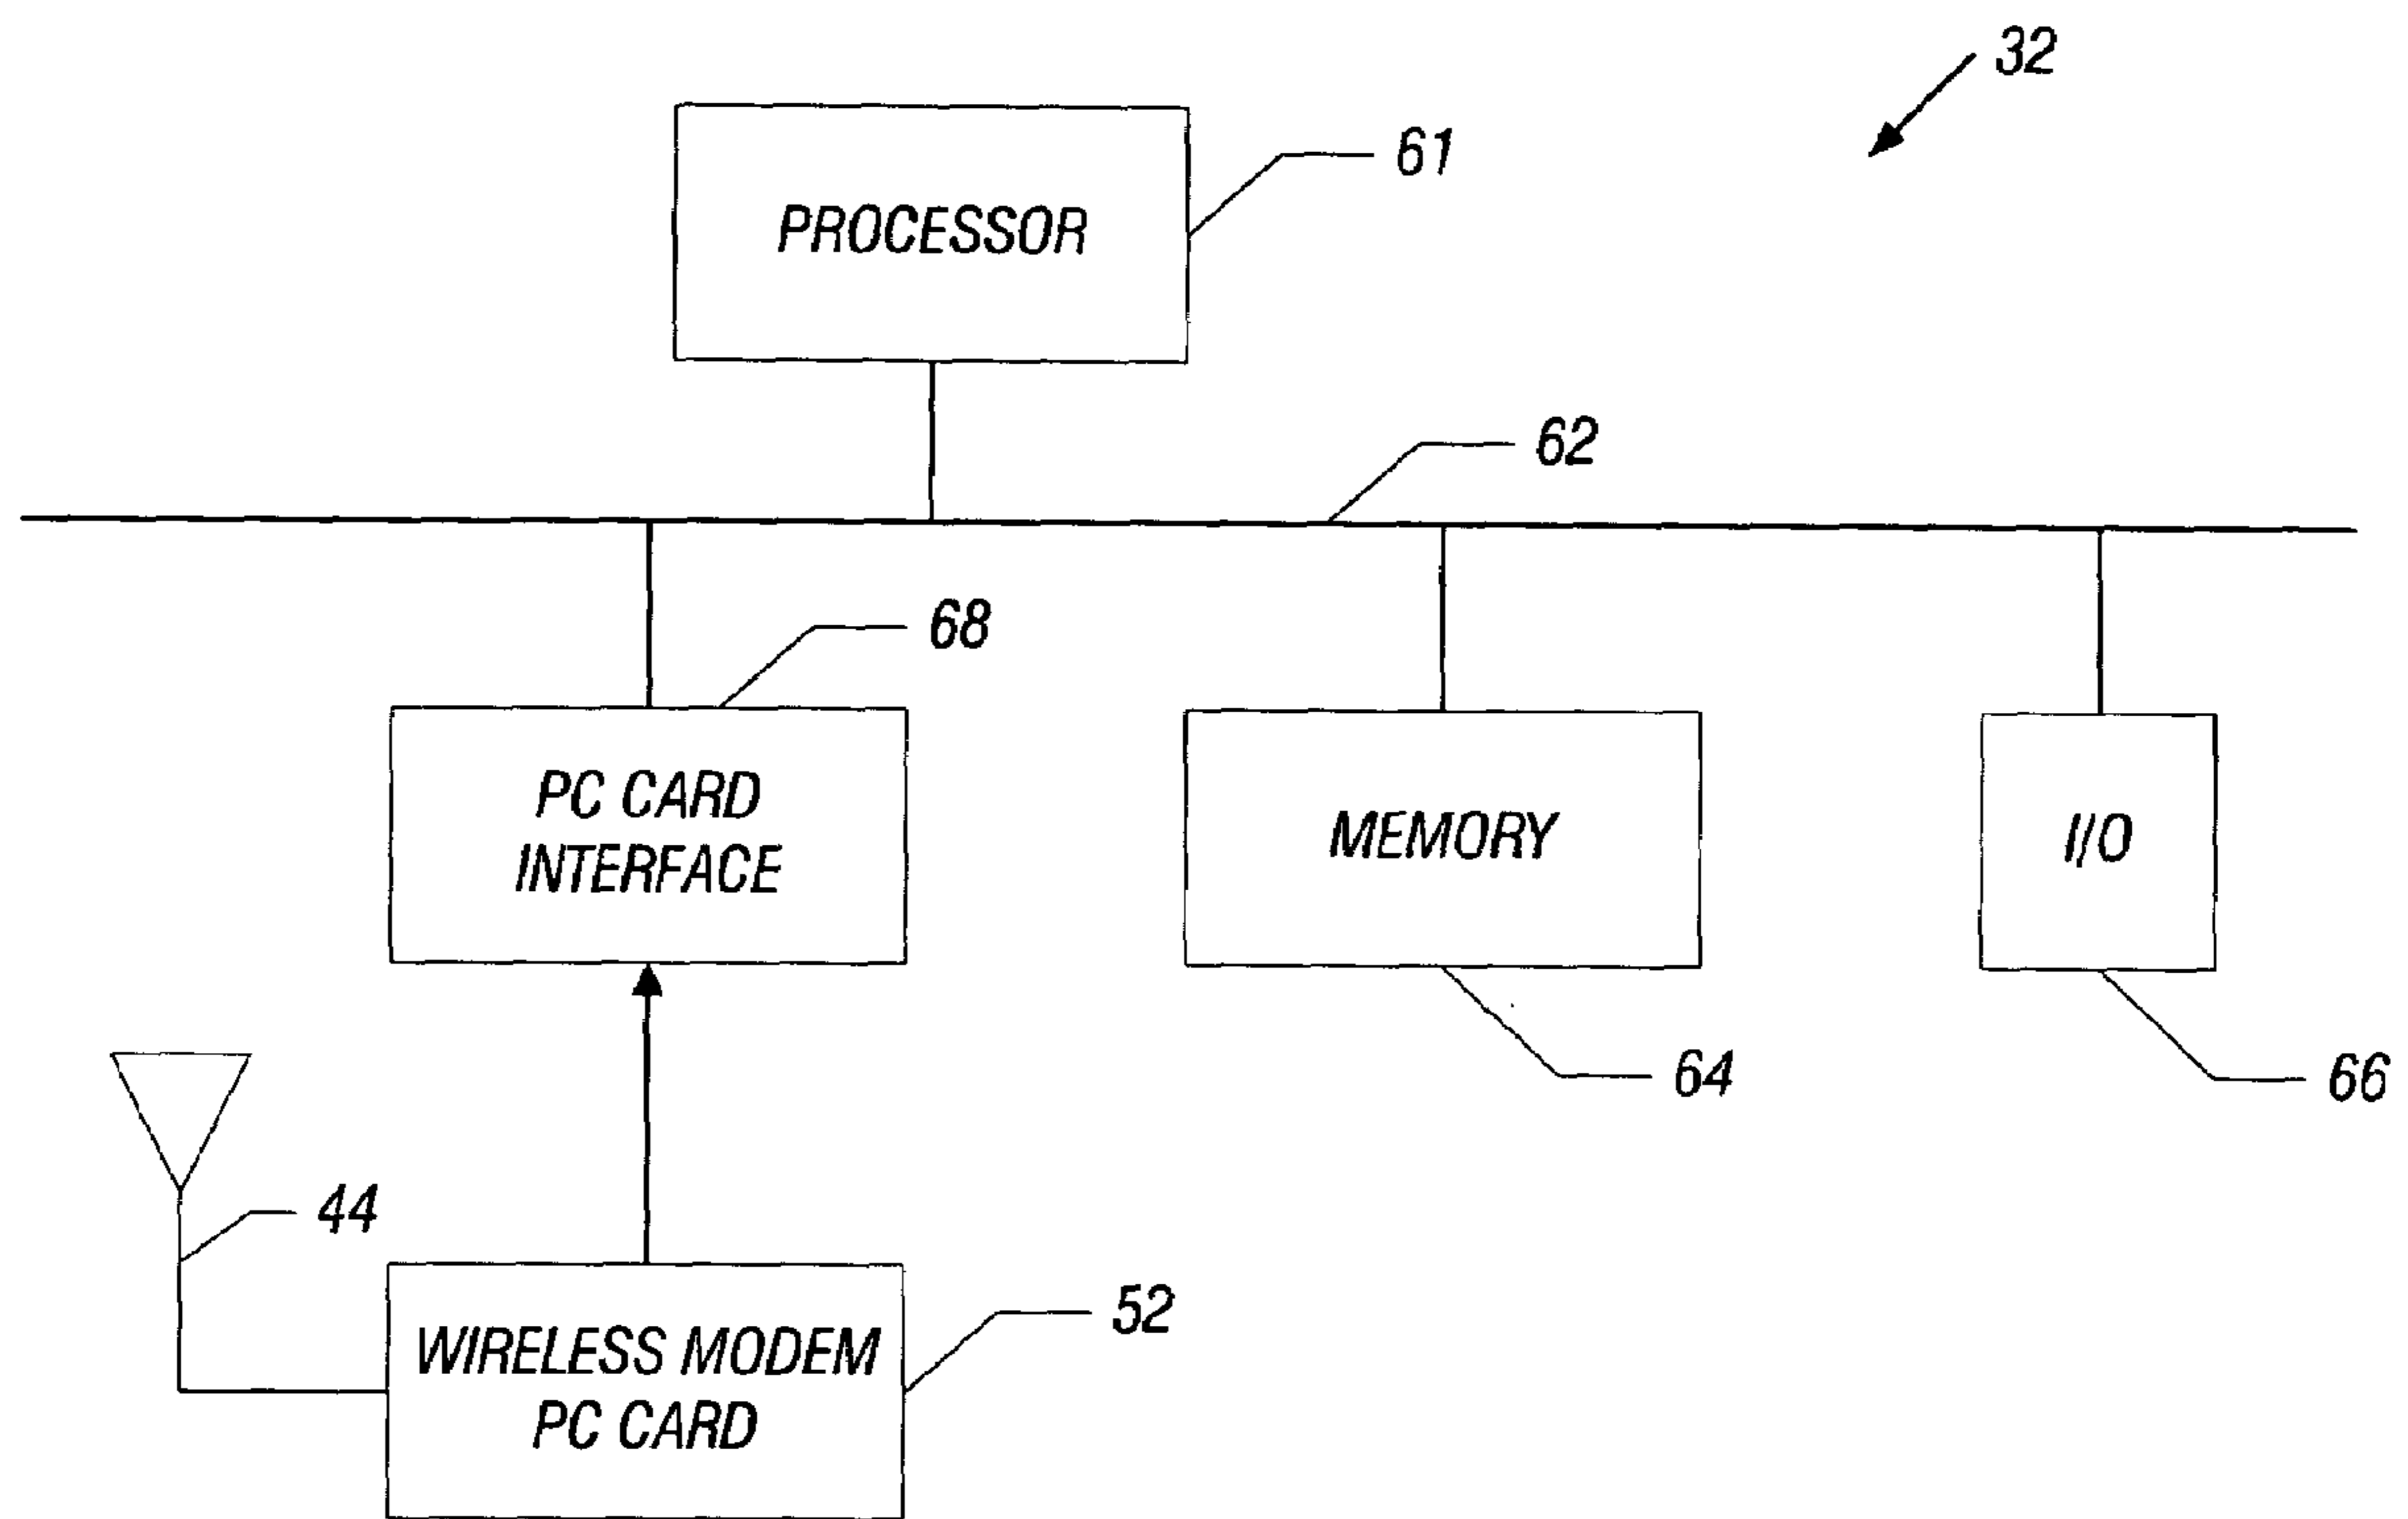 32
61
PROCESSOR
62
68
PC CARD
INTERFACE
MEMORY
I/O
64
66
44
52
WIRELESS MODEM
PC CARD